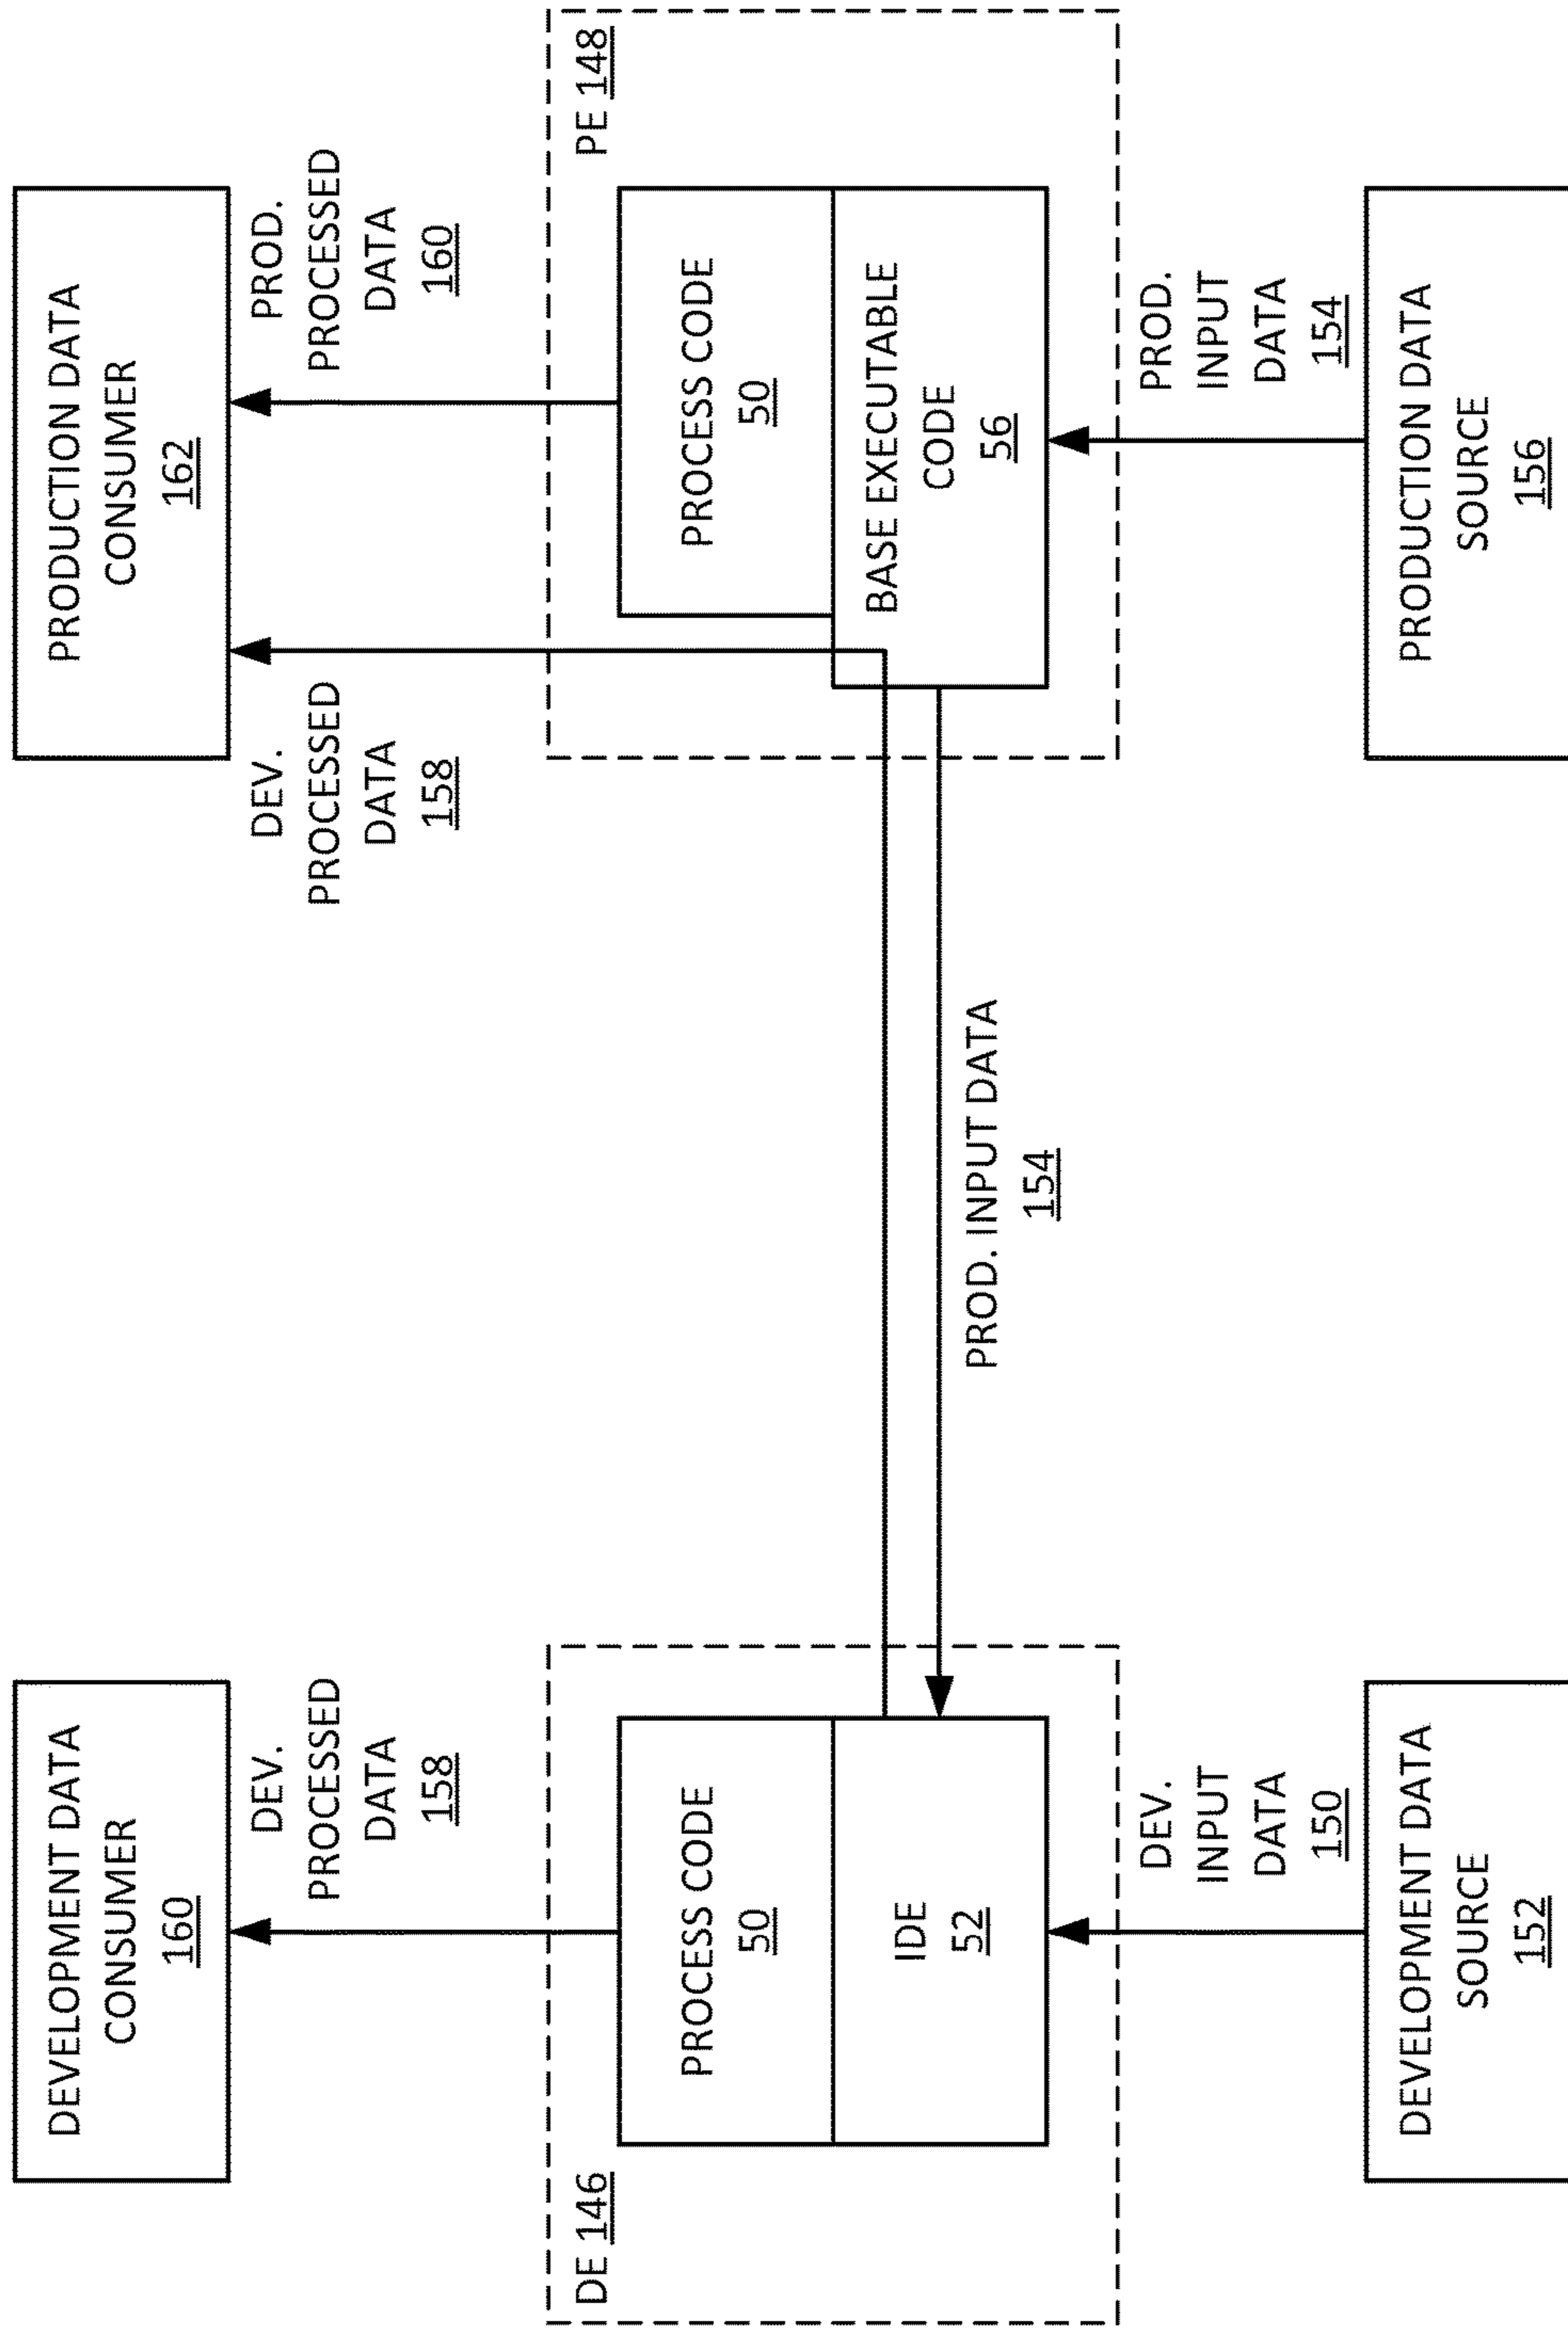 DEVELOPMENT DATA
CONSUMER
160
PRODUCTION DATA
CONSUMER
162
DEV.
PROCESSED
DATA
158
DEV.
PROCESSED
DATA
158
PROD.
PROCESSED
DATA
160
DE 146
PE 148
PROCESS CODE
50
PROCESS CODE
50
IDE
52
BASE EXECUTABLE
CODE
56
PROD. INPUT DATA
154
DEV.
INPUT
DATA
150
PROD.
INPUT
DATA
154
DEVELOPMENT DATA
SOURCE
152
PRODUCTION DATA
SOURCE
156